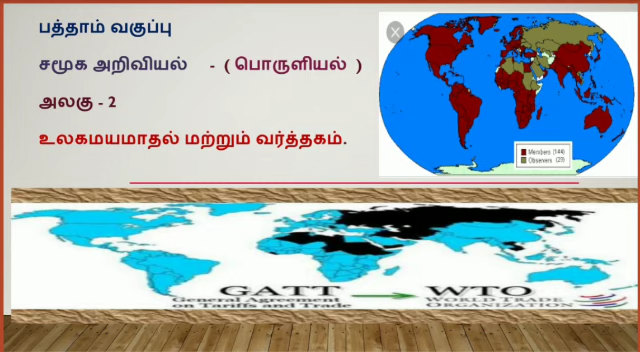 பத்தாம் வகுப்பு
சமூக அறிவியல் - ( பொருளியல் )
அலகு - 2
உலகமயமாதல் மற்றும் வர்த்தகம்.
Members (144)
Observers (29)
GATT
General Agreement
on Tariffs and Trade
WTO
WORLD TRADE
ORGANIZATION